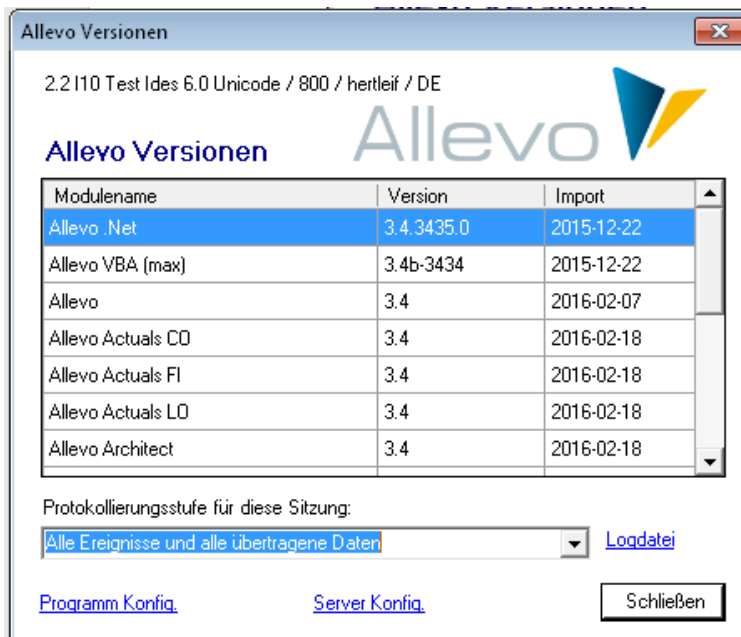 Allevo Versionen
2.2 I10 Test Ides 6.0 Unicode / 800 / hertleif / DE
Allevo
Allevo Versionen
Modulename Version Import
Allevo .Net 3.4.3435.0 2015-12-22
Allevo VBA (max) 3.4b-3434 2015-12-22
Allevo 3.4 2016-02-07
Allevo Actuals CO 3.4 2016-02-18
Allevo Actuals FI 3.4 2016-02-18
Allevo Actuals LO 3.4 2016-02-18
Allevo Architect 3.4 2016-02-18
Protokollierungsstufe für diese Sitzung:
Alle Ereignisse und alle übertragene Daten Logdatei
Programm Konfig. Server Konfig. Schließen